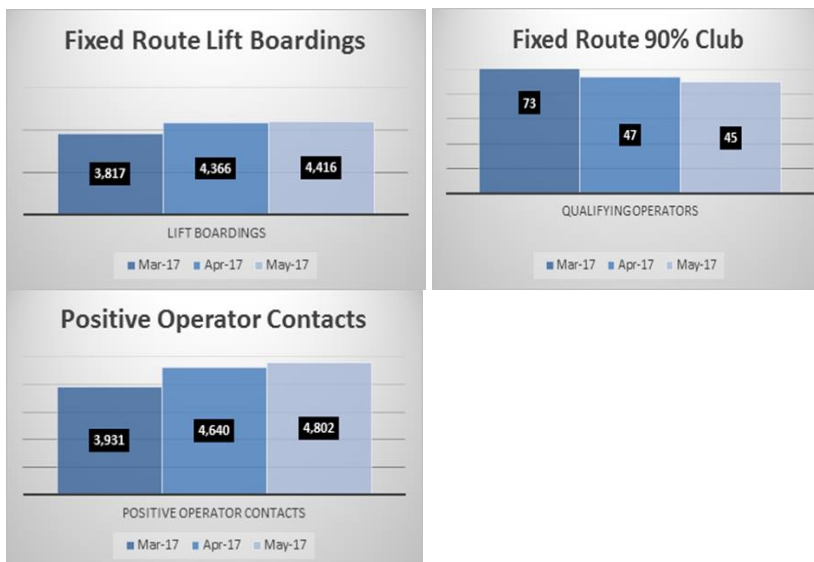 Fixed Route Lift Boardings
3,817
4,366
4,416
LIFT BOARDINGS
Mar-17 Apr-17 May-17
Fixed Route 90% Club
73
47
45
QUALIFYING OPERATORS
Mar-17 Apr-17 May-17
Positive Operator Contacts
3,931
4,640
4,802
POSITIVE OPERATOR CONTACTS
Mar-17 Apr-17 May-17